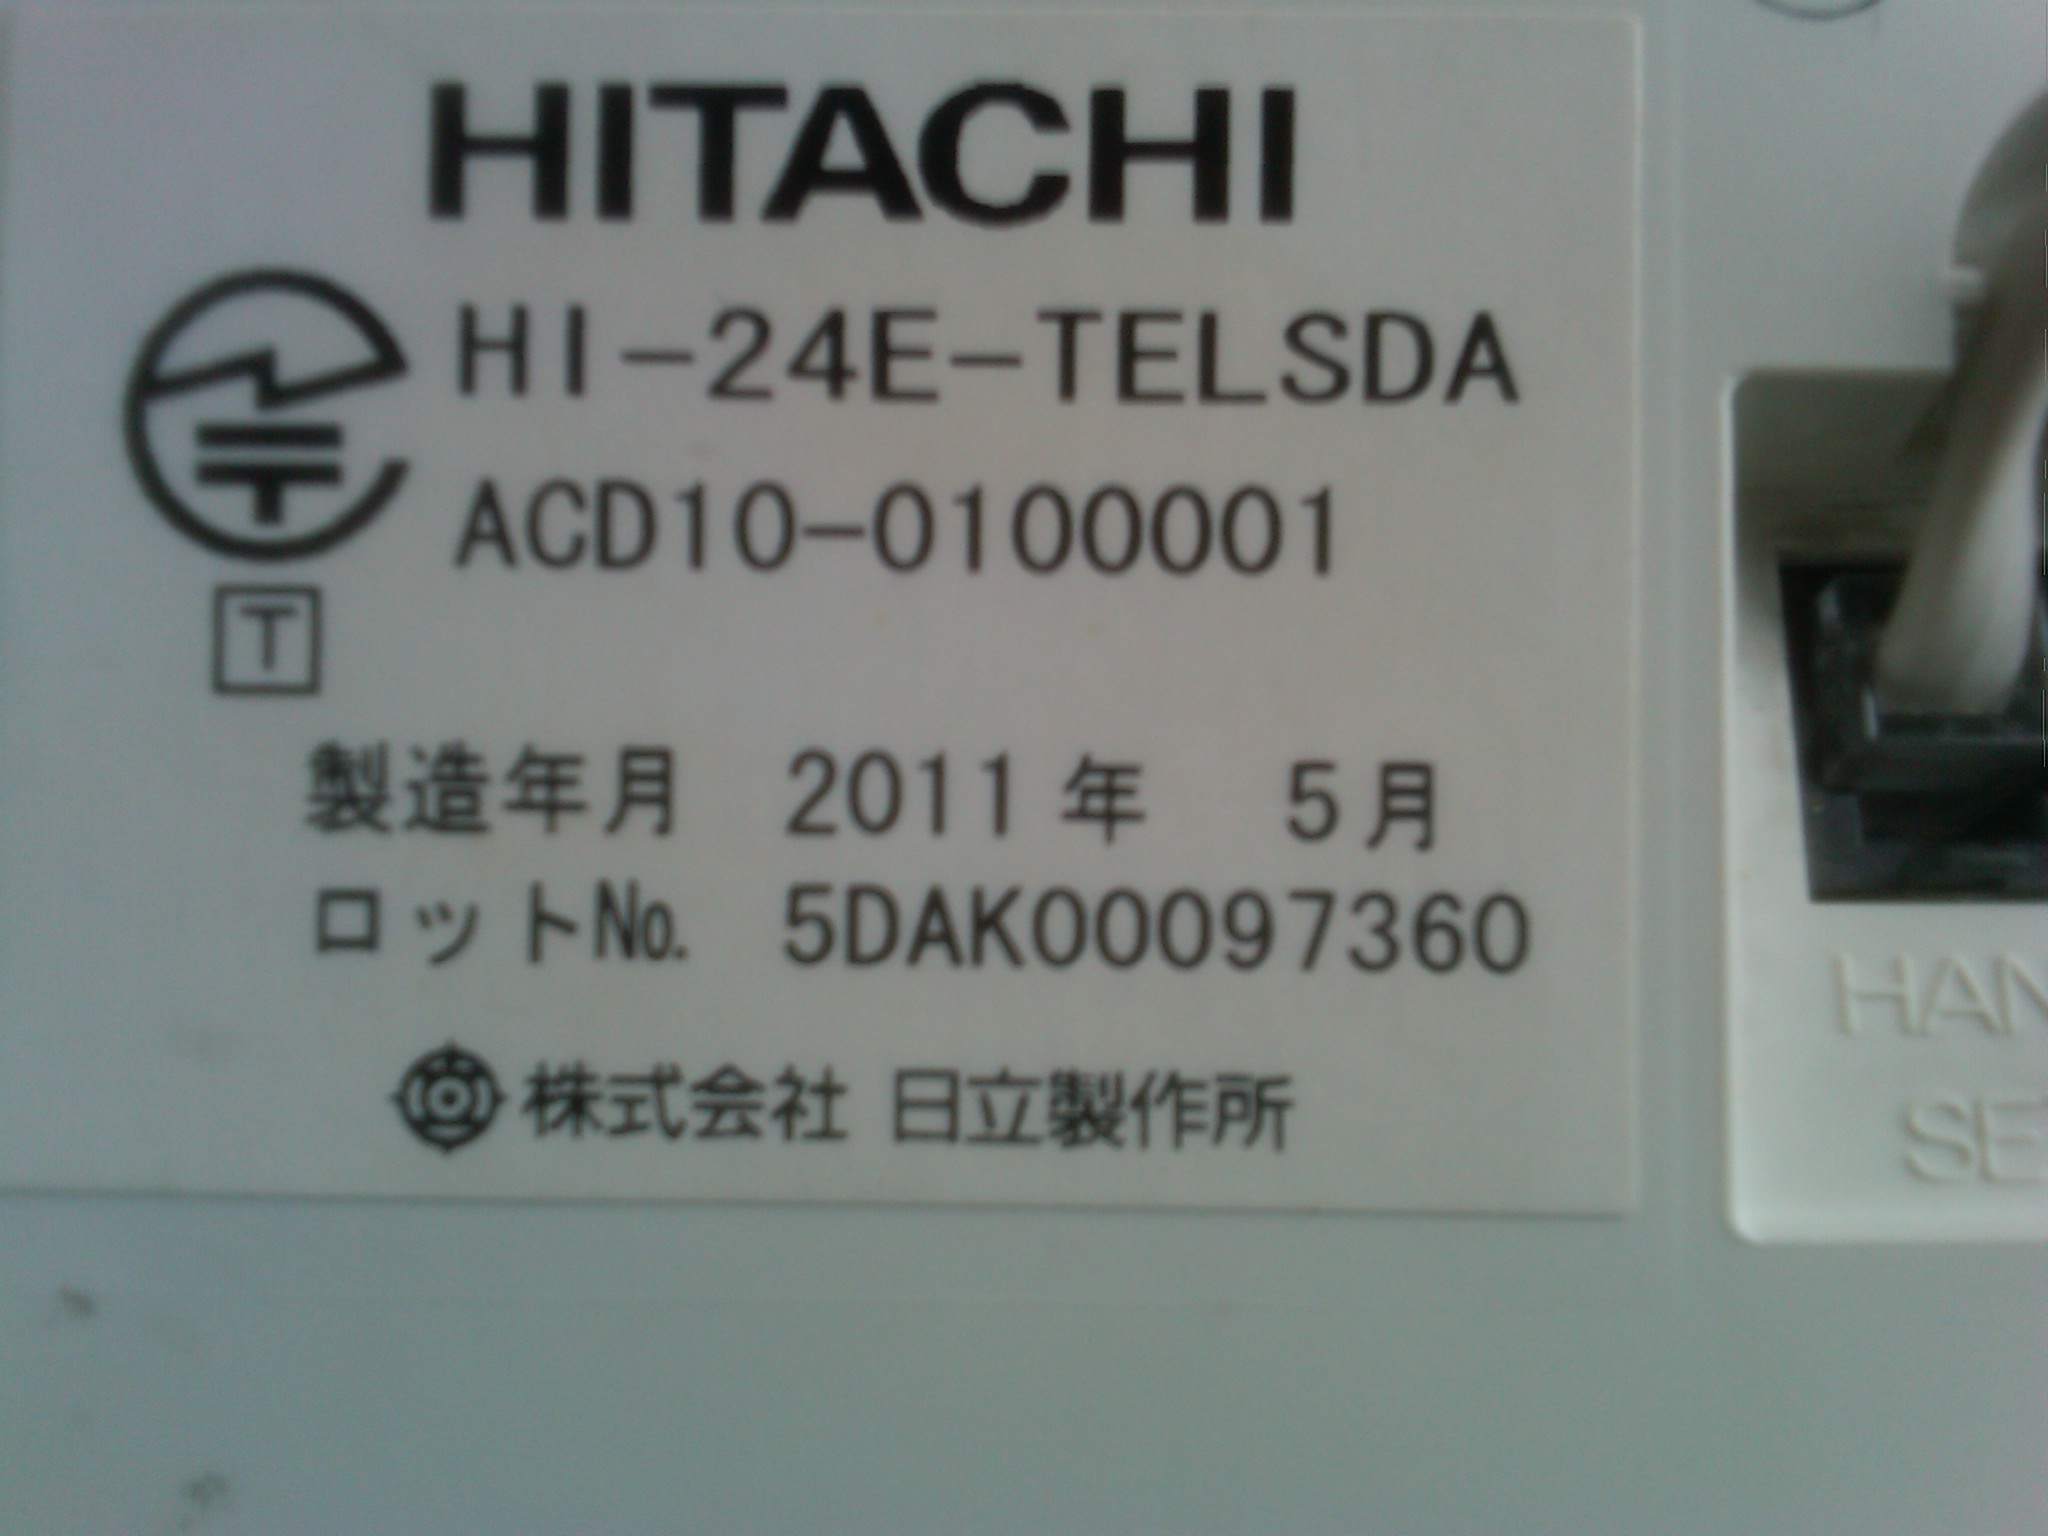 HITACHI
HI-24E-TELSDA
ACD10-0100001
T
製造年月 2011年 5月
ロット№. 5DAK00097360
株式会社 日立製作所